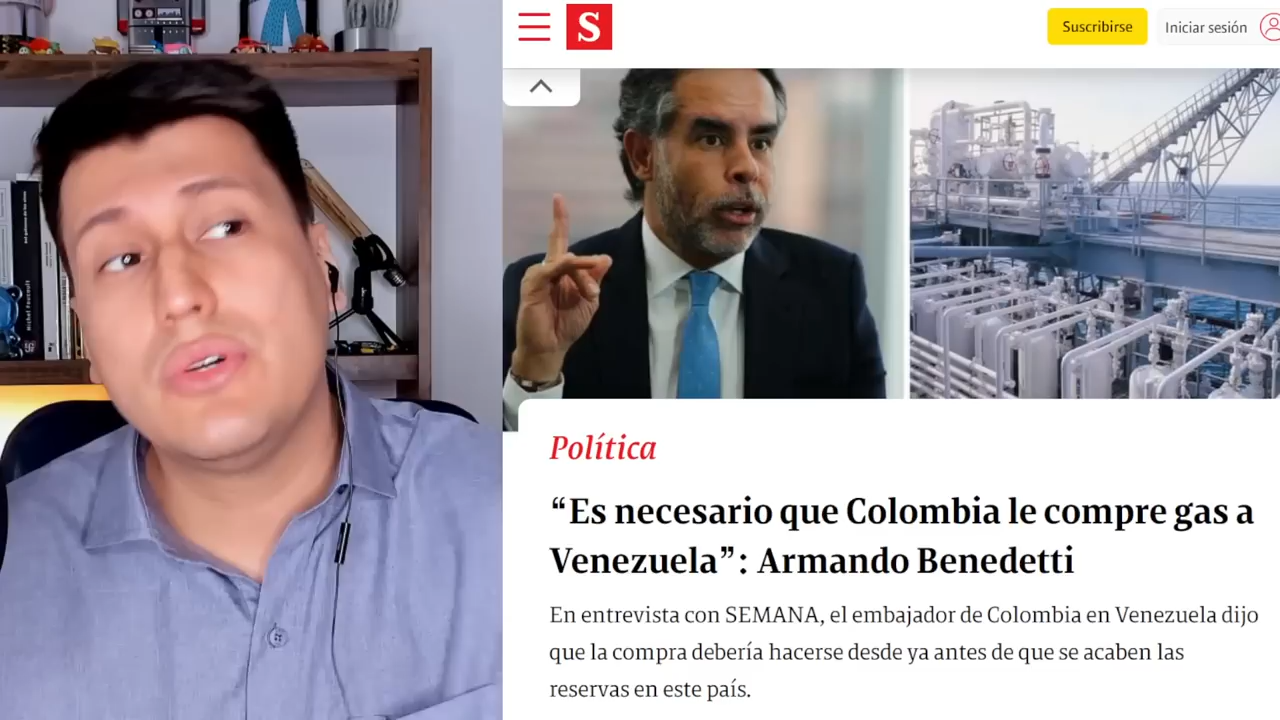 S
Suscribirse
Iniciar sesión
Michel Foucault
Política
“Es necesario que Colombia le compre gas a
Venezuela”: Armando Benedetti
En entrevista con SEMANA, el embajador de Colombia en Venezuela dijo
que la compra debería hacerse desde ya antes de que se acaben las
reservas en este país.